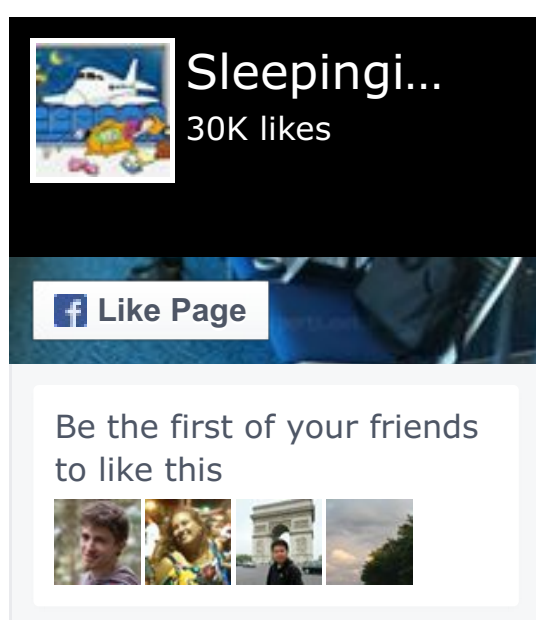 Sleepingi...
30K likes
f Like Page
Be the first of your friends
to like this